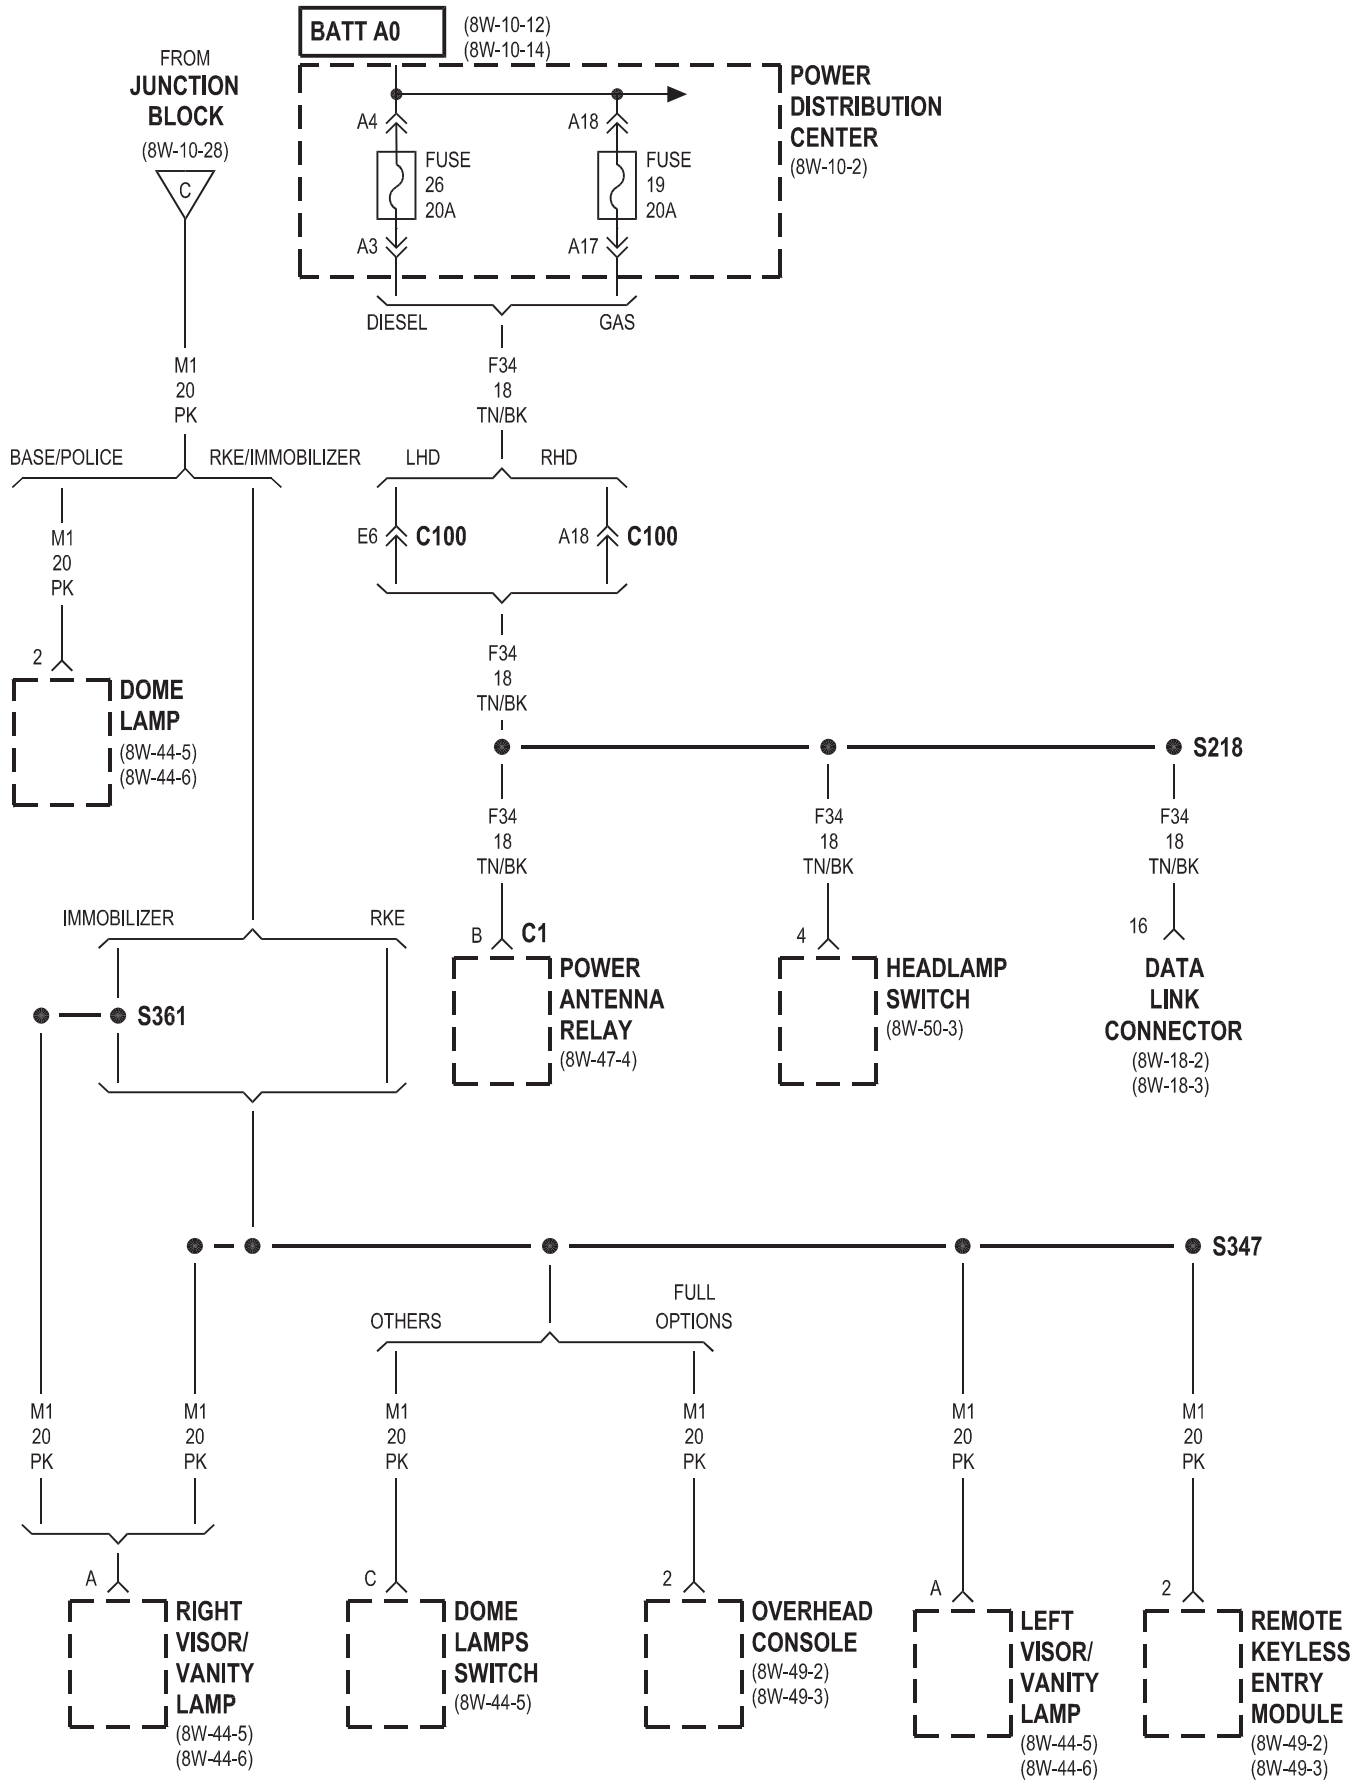 BATT A0
(8W-10-12)
(8W-10-14)
FROM
JUNCTION
BLOCK
(8W-10-28)
C
POWER
DISTRIBUTION
CENTER
(8W-10-2)
A4
A18
FUSE
26
20A
FUSE
19
20A
A3
A17
DIESEL
GAS
M1
20
PK
F34
18
TN/BK
BASE/POLICE
RKE/IMMOBILIZER
LHD
RHD
M1
20
PK
E6
C100
A18
C100
2
DOME
LAMP
(8W-44-5)
(8W-44-6)
F34
18
TN/BK
S218
F34
18
TN/BK
F34
18
TN/BK
F34
18
TN/BK
IMMOBILIZER
RKE
B
C1
4
16
POWER
ANTENNA
RELAY
(8W-47-4)
HEADLAMP
SWITCH
(8W-50-3)
DATA
LINK
CONNECTOR
(8W-18-2)
(8W-18-3)
S361
S347
OTHERS
FULL
OPTIONS
M1
20
PK
M1
20
PK
M1
20
PK
M1
20
PK
M1
20
PK
M1
20
PK
A
C
2
A
2
RIGHT
VISOR/
VANITY
LAMP
(8W-44-5)
(8W-44-6)
DOME
LAMPS
SWITCH
(8W-44-5)
OVERHEAD
CONSOLE
(8W-49-2)
(8W-49-3)
LEFT
VISOR/
VANITY
LAMP
(8W-44-5)
(8W-44-6)
REMOTE
KEYLESS
ENTRY
MODULE
(8W-49-2)
(8W-49-3)